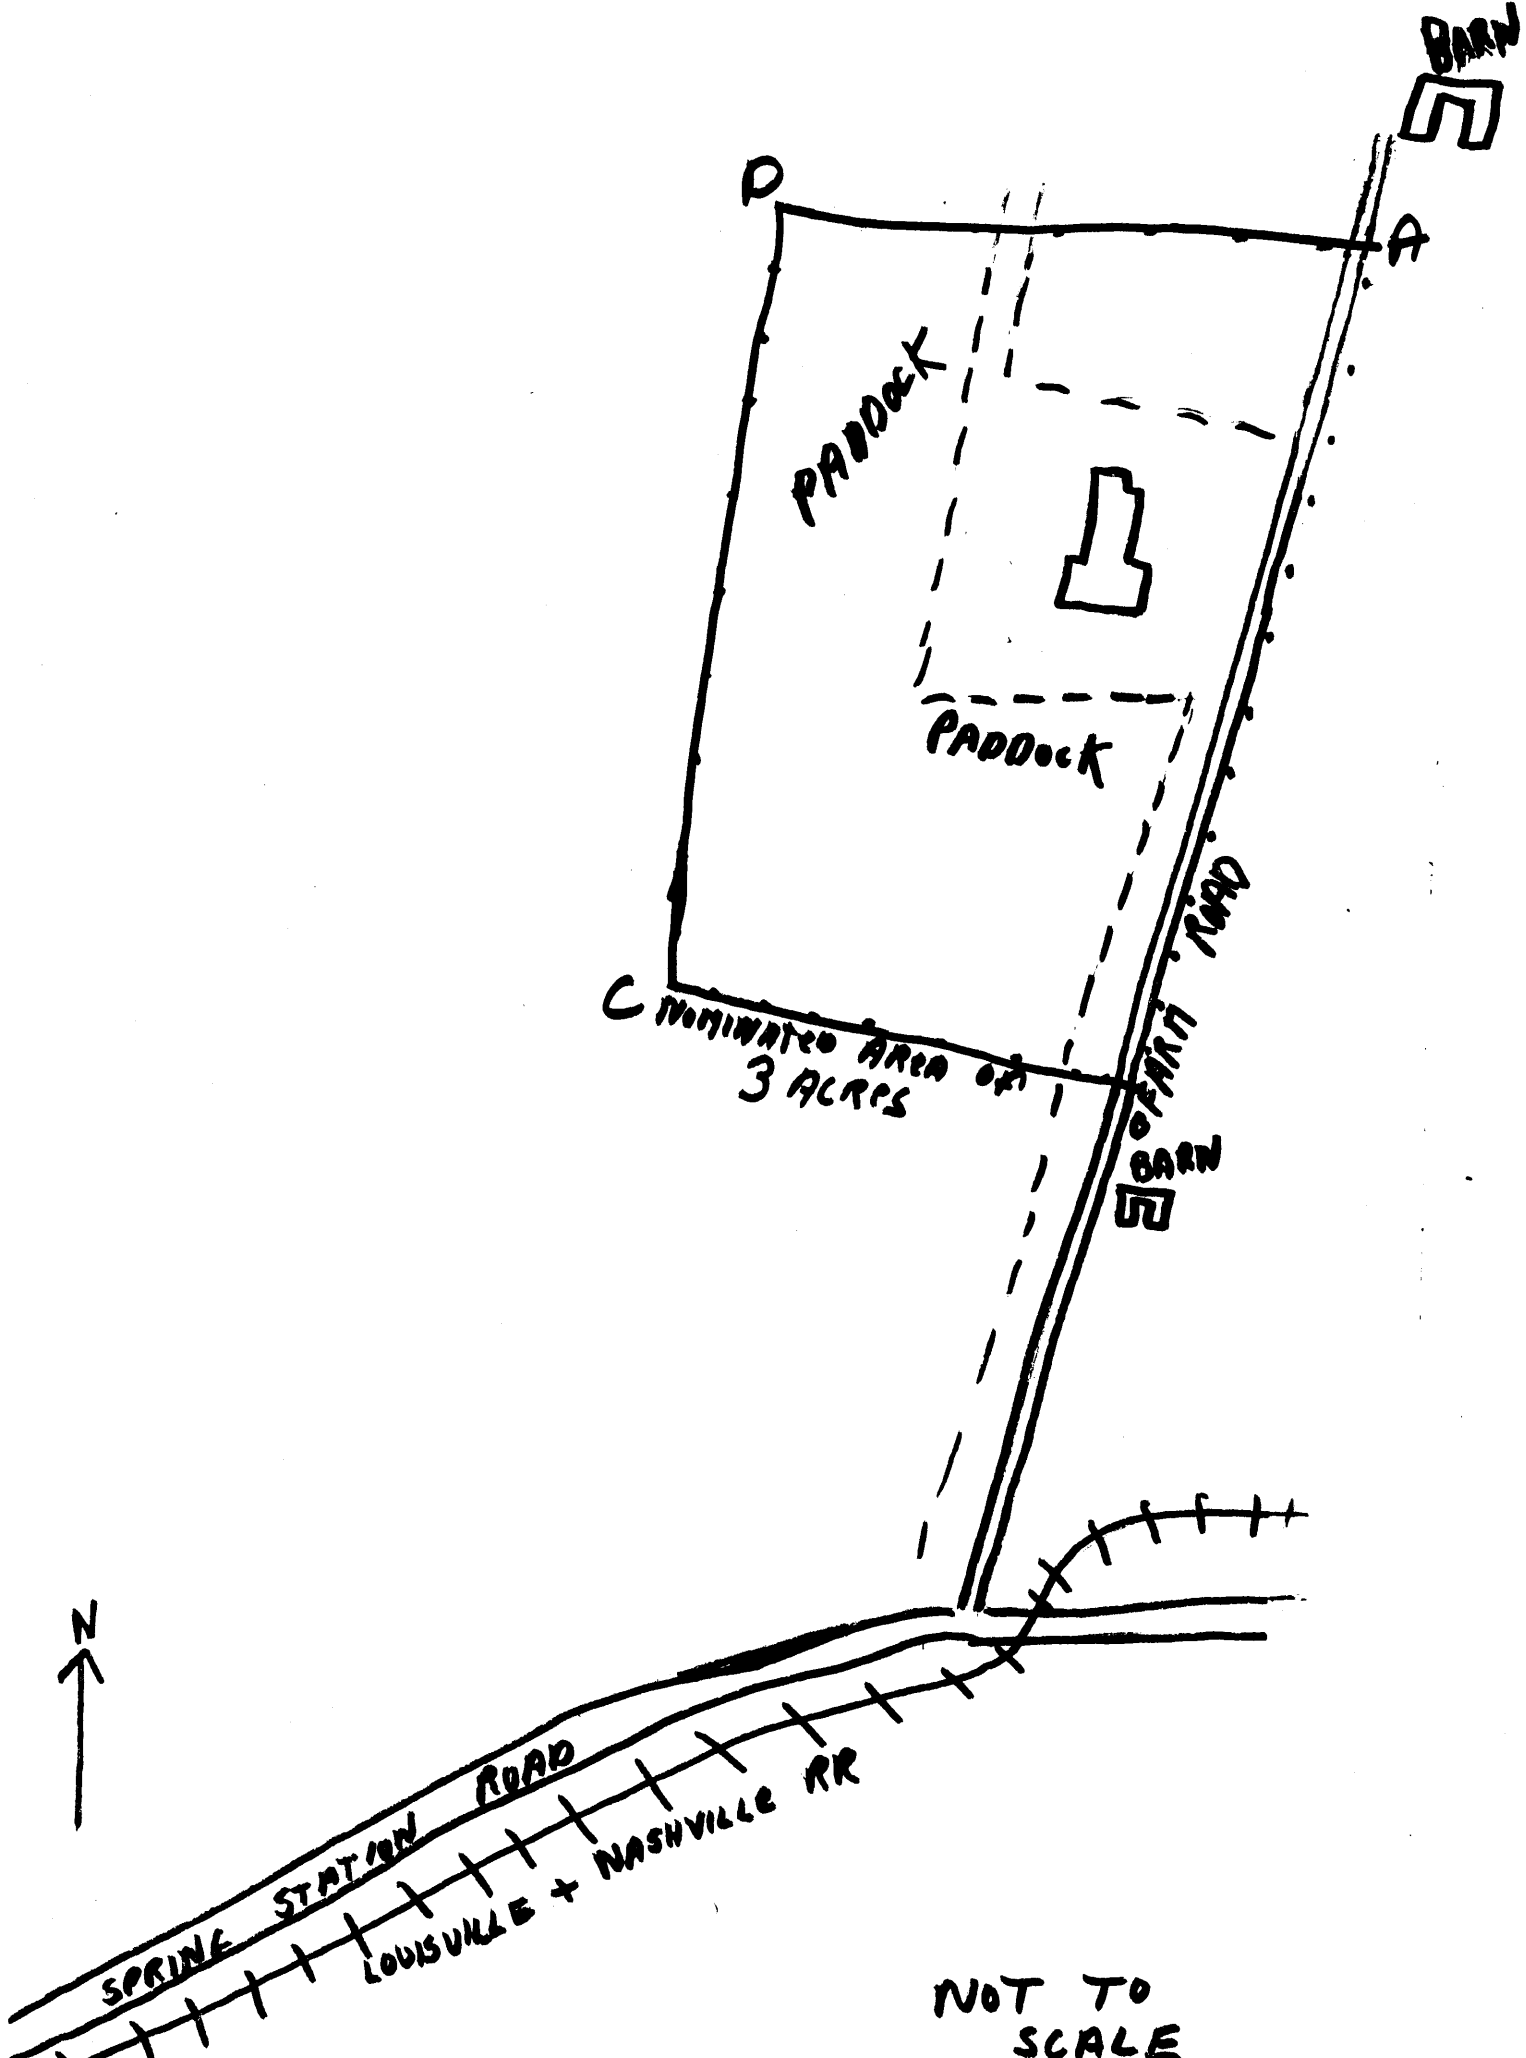 BARN
D
A
PADDOCK
PADDOCK
FARM ROAD
C
NOMINATED AREA
3 ACRES
B
BARN
N
SPRING STATION ROAD
LOUISVILLE + NASHVILLE RR
NOT TO
SCALE